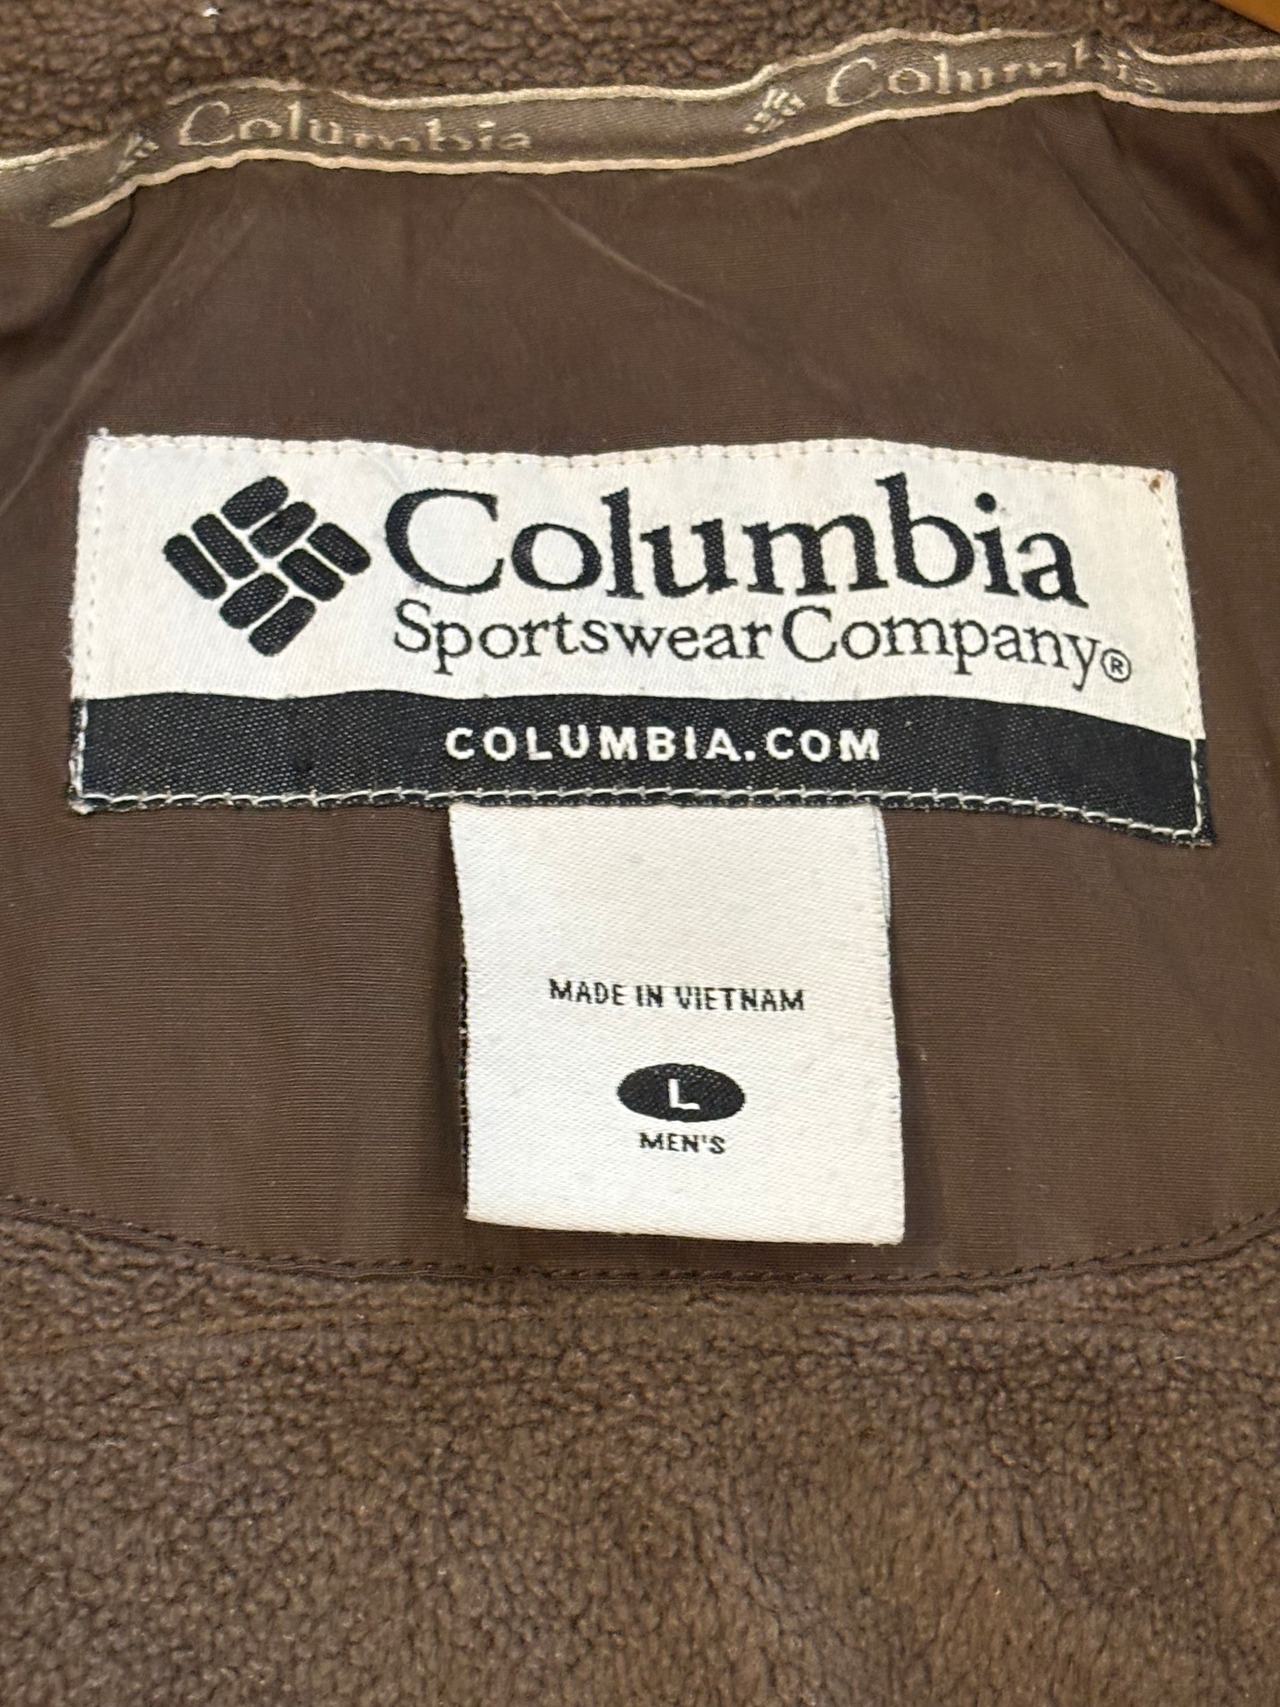 Columbia Columbia
Columbia
Sportswear Company®
COLUMBIA.COM
MADE IN VIETNAM
L
MEN'S